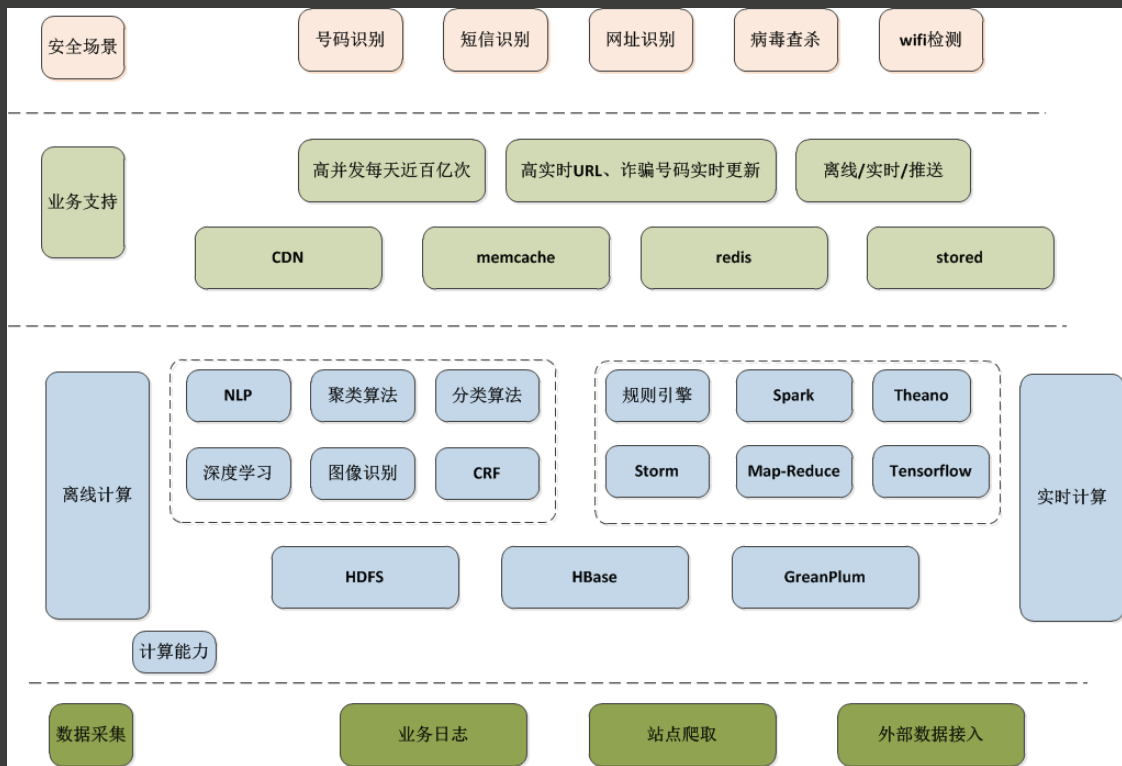 安全场景
号码识别
短信识别
网址识别
病毒查杀
wifi检测
业务支持
高并发每天近百亿次
高实时URL、诈骗号码实时更新
离线/实时/推送
CDN
memcache
redis
stored
离线计算
NLP
聚类算法
分类算法
深度学习
图像识别
CRF
规则引擎
Spark
Theano
Storm
Map-Reduce
Tensorflow
实时计算
HDFS
HBase
GreanPlum
计算能力
数据采集
业务日志
站点爬取
外部数据接入